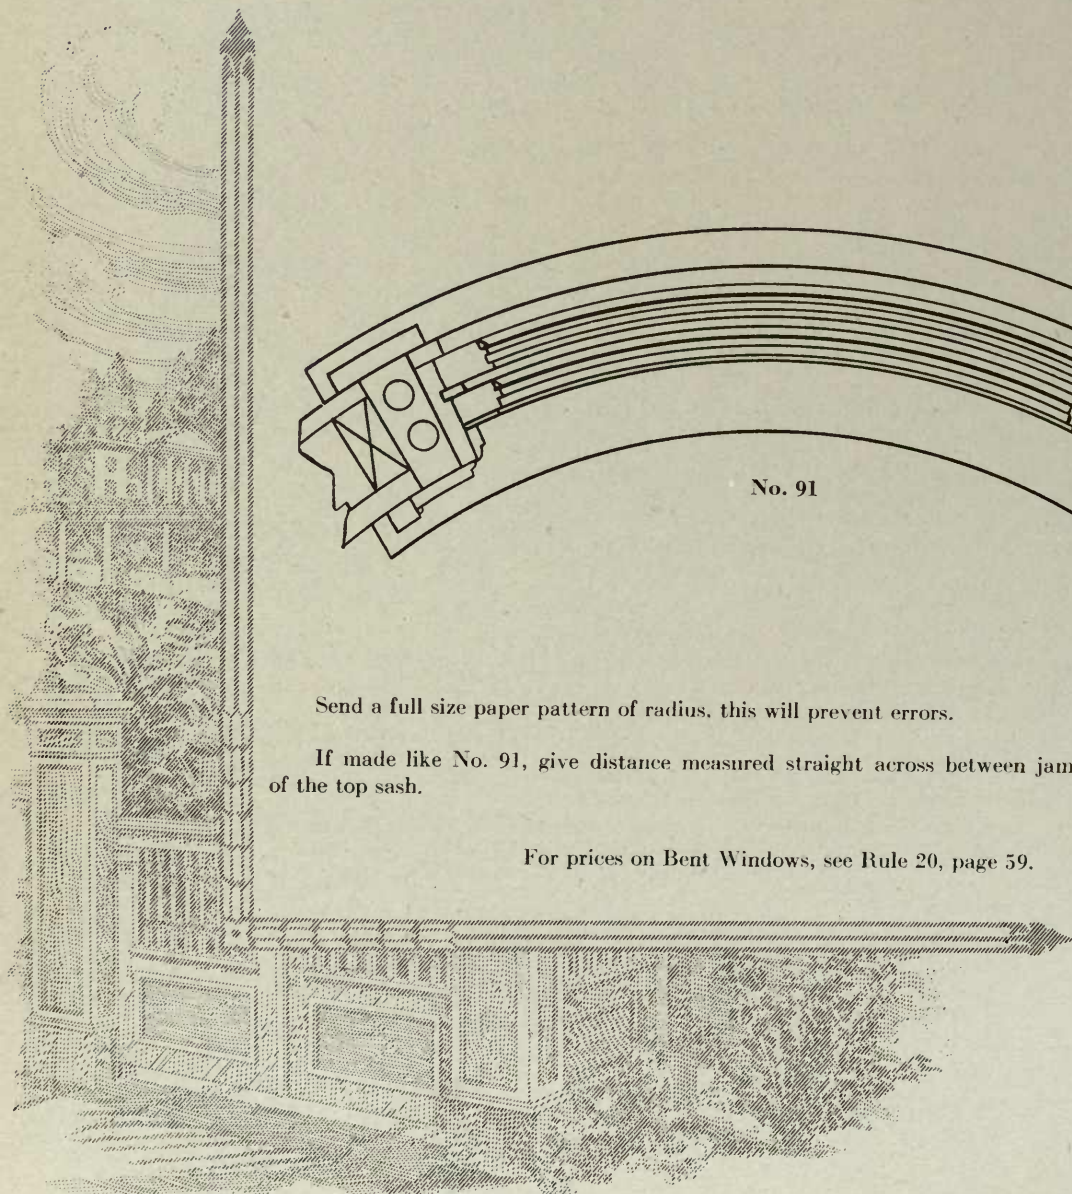 No. 91
Send a full size paper pattern of radius, this will prevent errors.
If made like No. 91, give distance measured straight across between jam
of the top sash.
For prices on Bent Windows, see Rule 20, page 59.